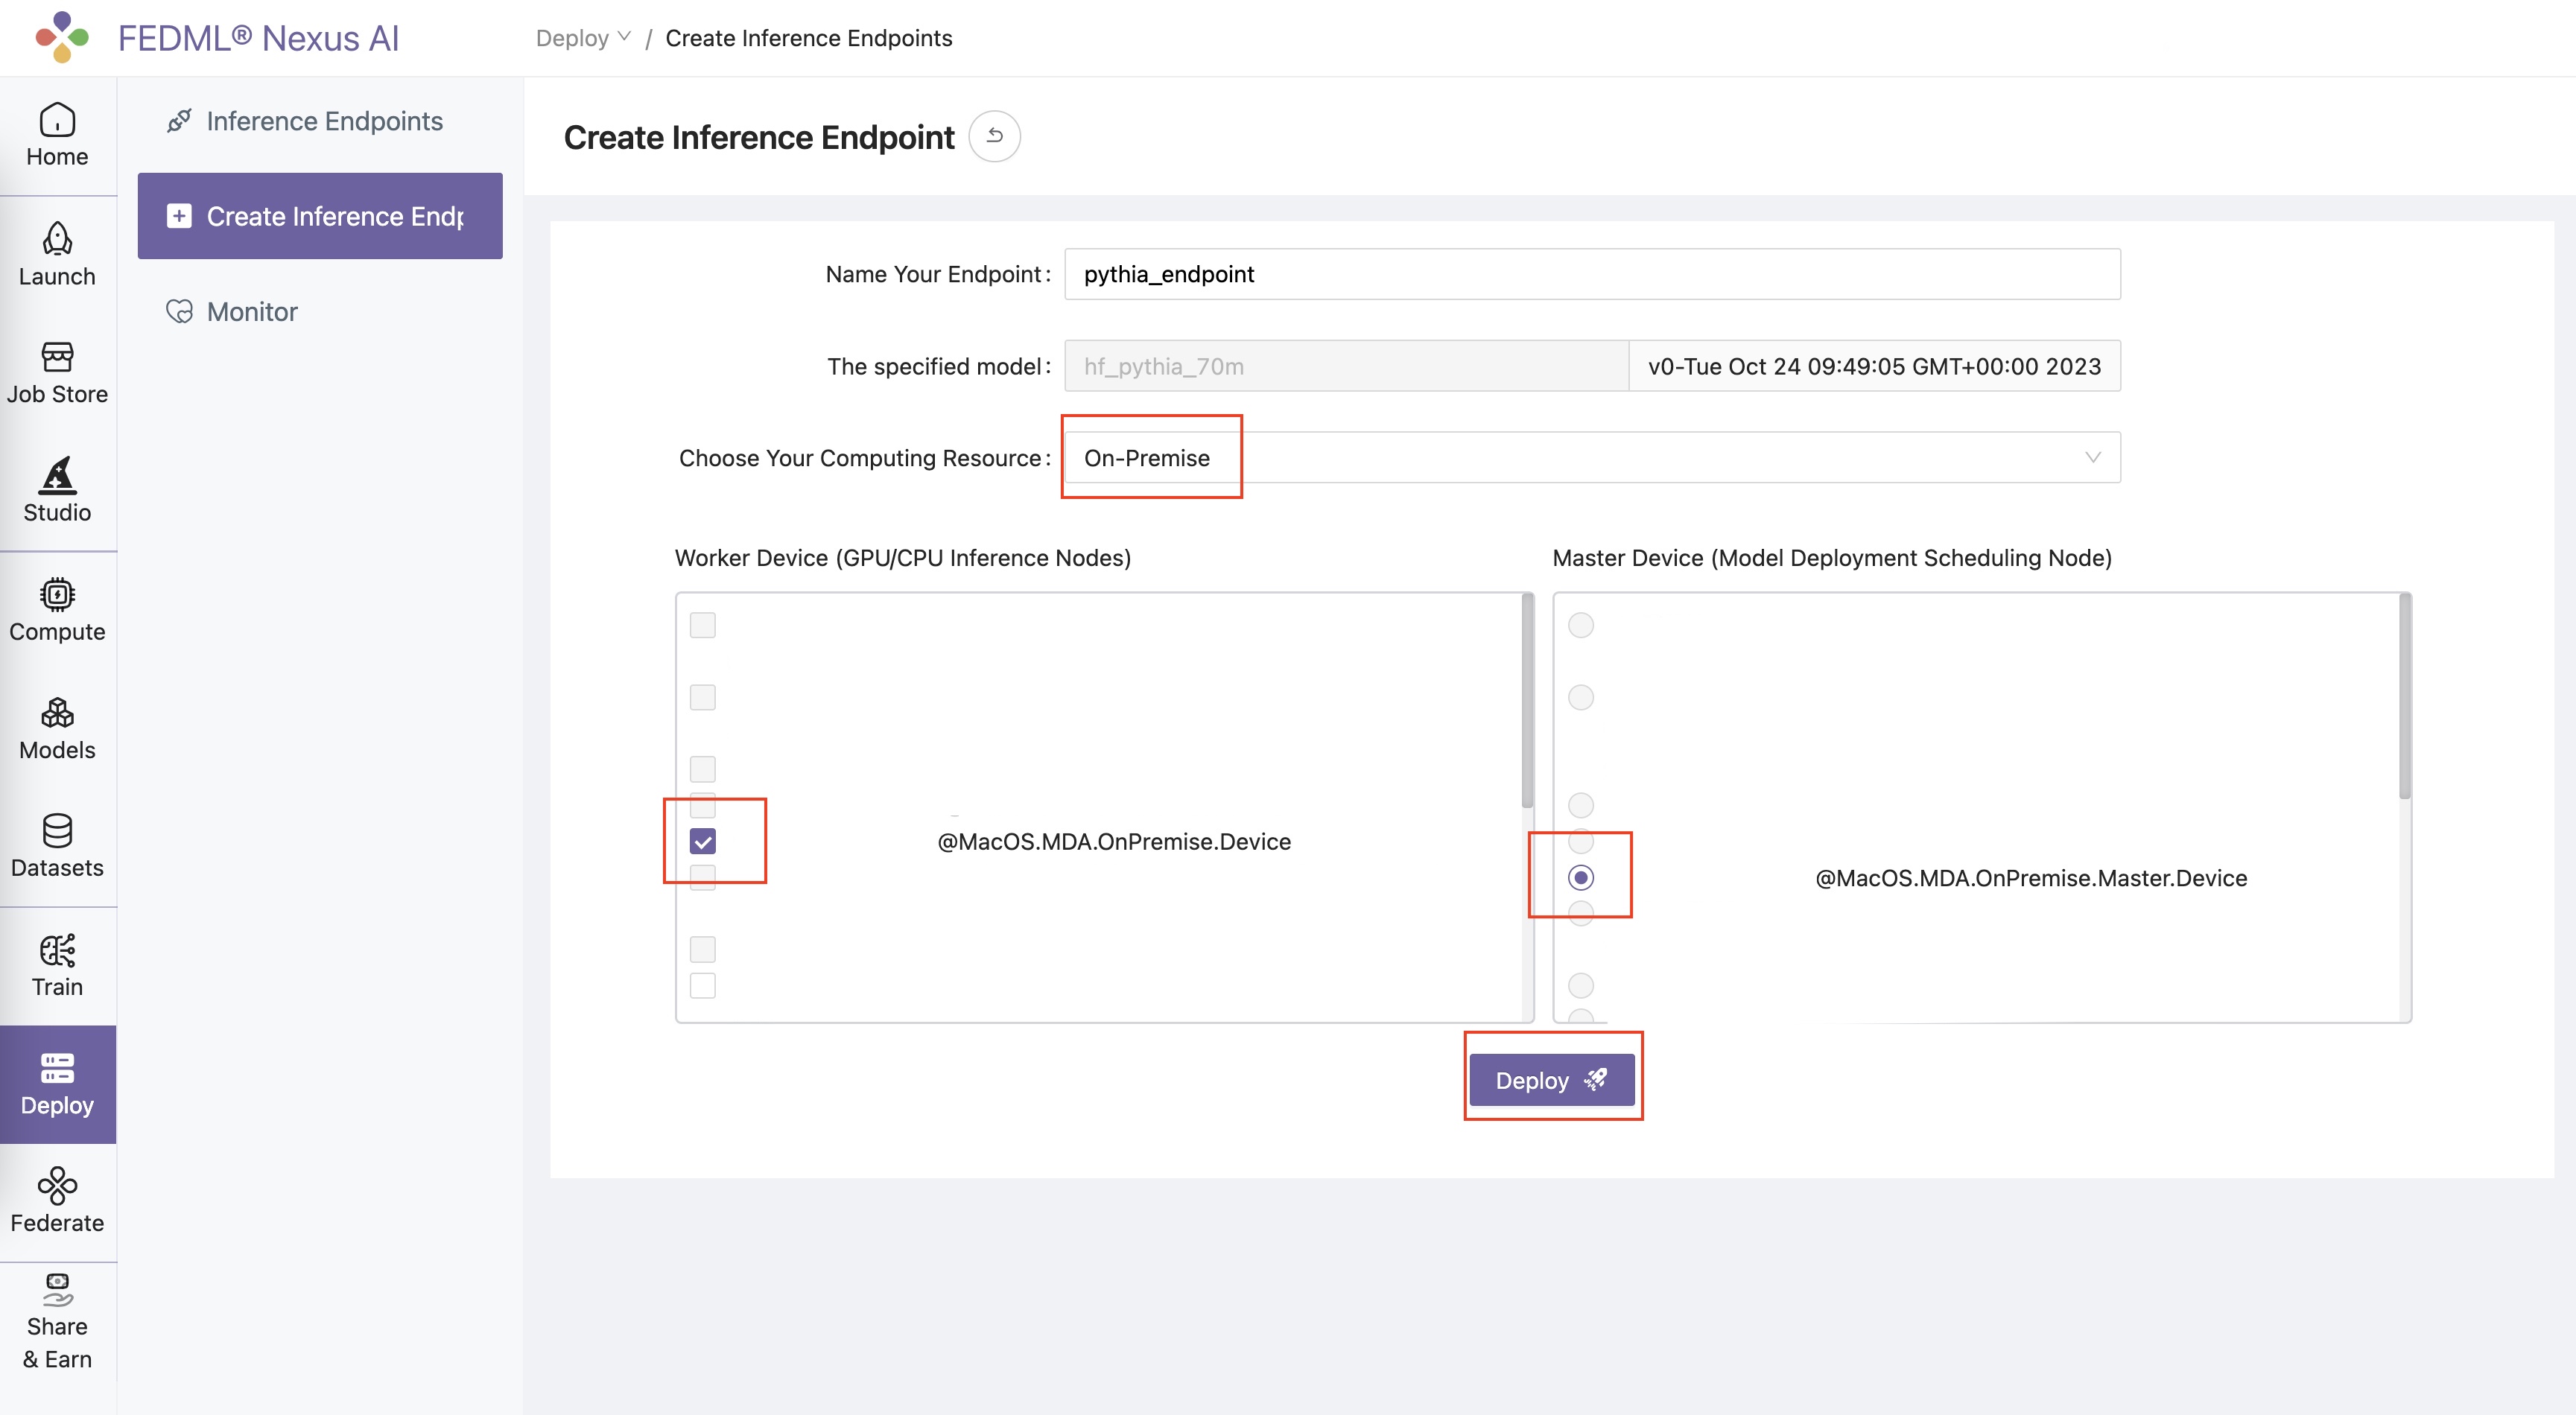 FEDML® Nexus AI
Deploy / Create Inference Endpoints
Home
Launch
Job Store
Studio
Compute
Models
Datasets
Train
Deploy
Federate
Share
& Earn
Inference Endpoints
Create Inference Endp
Monitor
Create Inference Endpoint
Name Your Endpoint: pythia_endpoint
The specified model: hf_pythia_70m v0-Tue Oct 24 09:49:05 GMT+00:00 2023
Choose Your Computing Resource: On-Premise
Worker Device (GPU/CPU Inference Nodes)
@MacOS.MDA.OnPremise.Device
Master Device (Model Deployment Scheduling Node)
@MacOS.MDA.OnPremise.Master.Device
Deploy